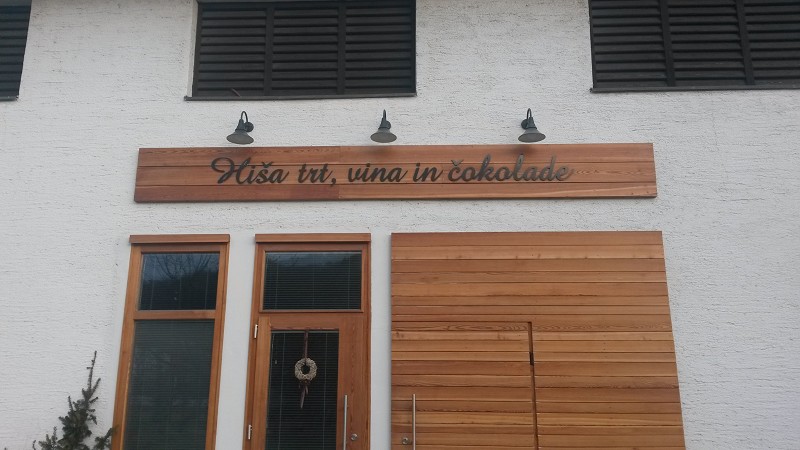 Hiša trt, vina in čokolade